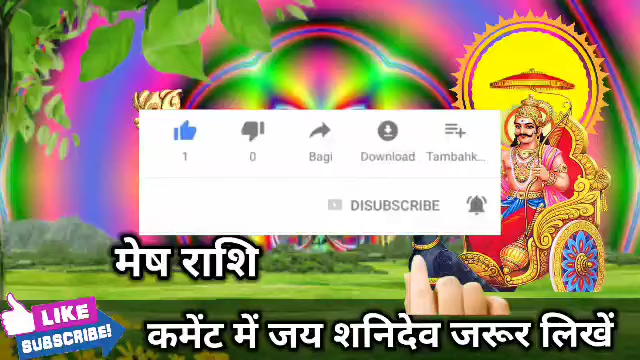 1 0 Bagi Download Tambahk...
DISUBSCRIBE
मेष राशि
LIKE
SUBSCRIBE!
कमेंट में जय शनिदेव जरूर लिखें